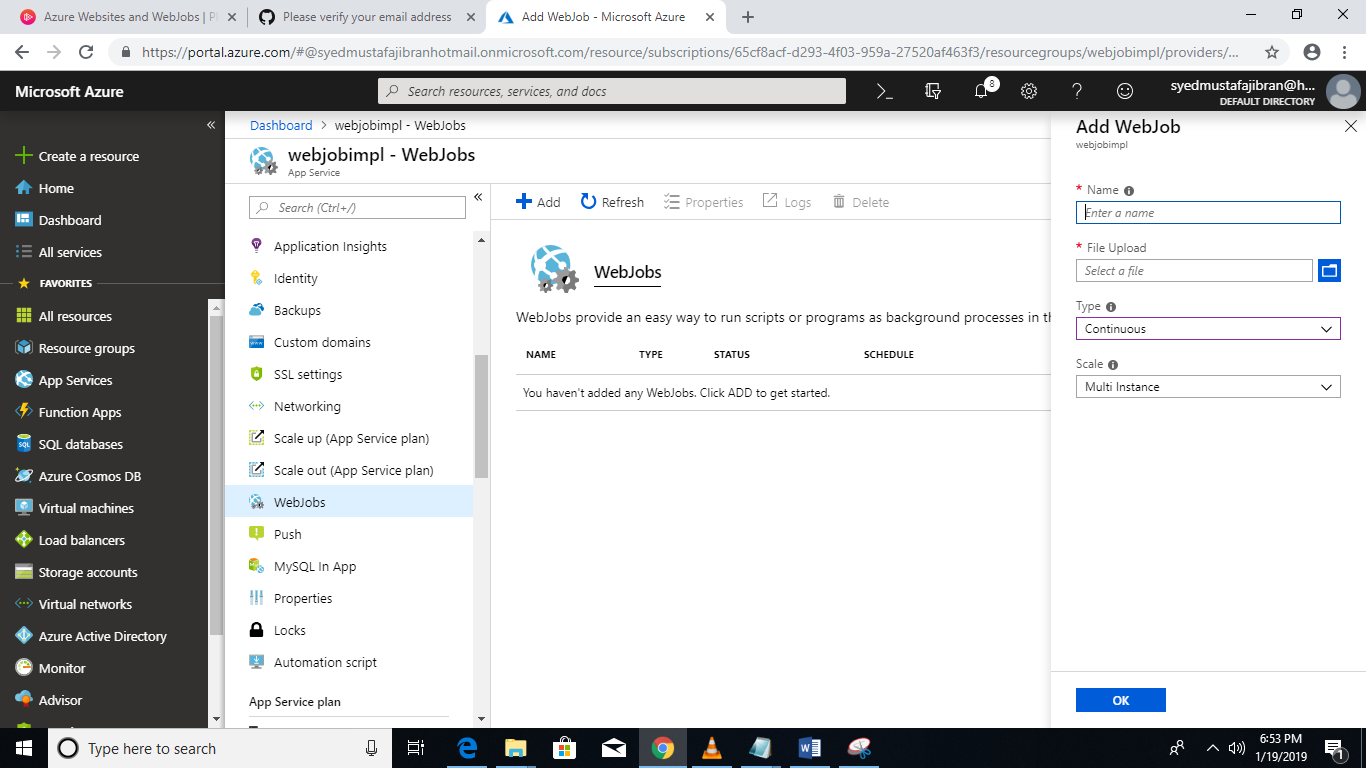 Azure Websites and WebJobs | Pl
Please verify your email address
Add WebJob - Microsoft Azure
https://portal.azure.com/#@syedmustafajibranhotmail.onmicrosoft.com/resource/subscriptions/65cf8acf-d293-4f03-959a-27520af463f3/resourcegroups/webjobimpl/providers/...
Microsoft Azure
Search resources, services, and docs
8
syedmustafajibran@h...
DEFAULT DIRECTORY
Create a resource
Home
Dashboard
All services
FAVORITES
All resources
Resource groups
App Services
Function Apps
SQL databases
Azure Cosmos DB
Virtual machines
Load balancers
Storage accounts
Virtual networks
Azure Active Directory
Monitor
Advisor
Dashboard > webjobimpl - WebJobs
webjobimpl - WebJobs
App Service
Search (Ctrl+/)
Application Insights
Identity
Backups
Custom domains
SSL settings
Networking
Scale up (App Service plan)
Scale out (App Service plan)
WebJobs
Push
MySQL In App
Properties
Locks
Automation script
App Service plan
Add Refresh Properties Logs Delete
WebJobs
WebJobs provide an easy way to run scripts or programs as background processes in th
NAME TYPE STATUS SCHEDULE
You haven't added any WebJobs. Click ADD to get started.
Add WebJob
webjobimpl
* Name
Enter a name
* File Upload
Select a file
Type
Continuous
Scale
Multi Instance
OK
Type here to search
6:53 PM
1/19/2019
1